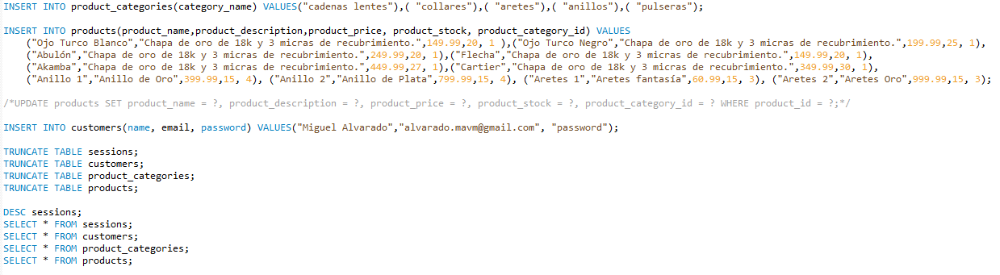 INSERT INTO product_categories(category_name) VALUES("cadenas lentes"),( "collares"),( "aretes"),( "anillos"),( "pulseras");
INSERT INTO products(product_name,product_description,product_price, product_stock, product_category_id) VALUES
("Ojo Turco Blanco","Chapa de oro de 18k y 3 micras de recubrimiento.",149.99,20, 1 ),("Ojo Turco Negro","Chapa de oro de 18k y 3 micras de recubrimiento.",199.99,25, 1),
("Abulón","Chapa de oro de 18k y 3 micras de recubrimiento.",249.99,20, 1),("Flecha","Chapa de oro de 18k y 3 micras de recubrimiento.",149.99,20, 1),
("Akamba","Chapa de oro de 18k y 3 micras de recubrimiento.",449.99,27, 1),("Cartier","Chapa de oro de 18k y 3 micras de recubrimiento.",349.99,30, 1),
("Anillo 1","Anillo de Oro",399.99,15, 4), ("Anillo 2","Anillo de Plata",799.99,15, 4), ("Aretes 1","Aretes fantasía",60.99,15, 3), ("Aretes 2","Aretes Oro",999.99,15, 3);
/*UPDATE products SET product_name = ?, product_description = ?, product_price = ?, product_stock = ?, product_category_id = ? WHERE product_id = ?;*/
INSERT INTO customers(name, email, password) VALUES("Miguel Alvarado","alvarado.mavm@gmail.com", "password");
TRUNCATE TABLE sessions;
TRUNCATE TABLE customers;
TRUNCATE TABLE product_categories;
TRUNCATE TABLE products;
DESC sessions;
SELECT * FROM sessions;
SELECT * FROM customers;
SELECT * FROM product_categories;
SELECT * FROM products;